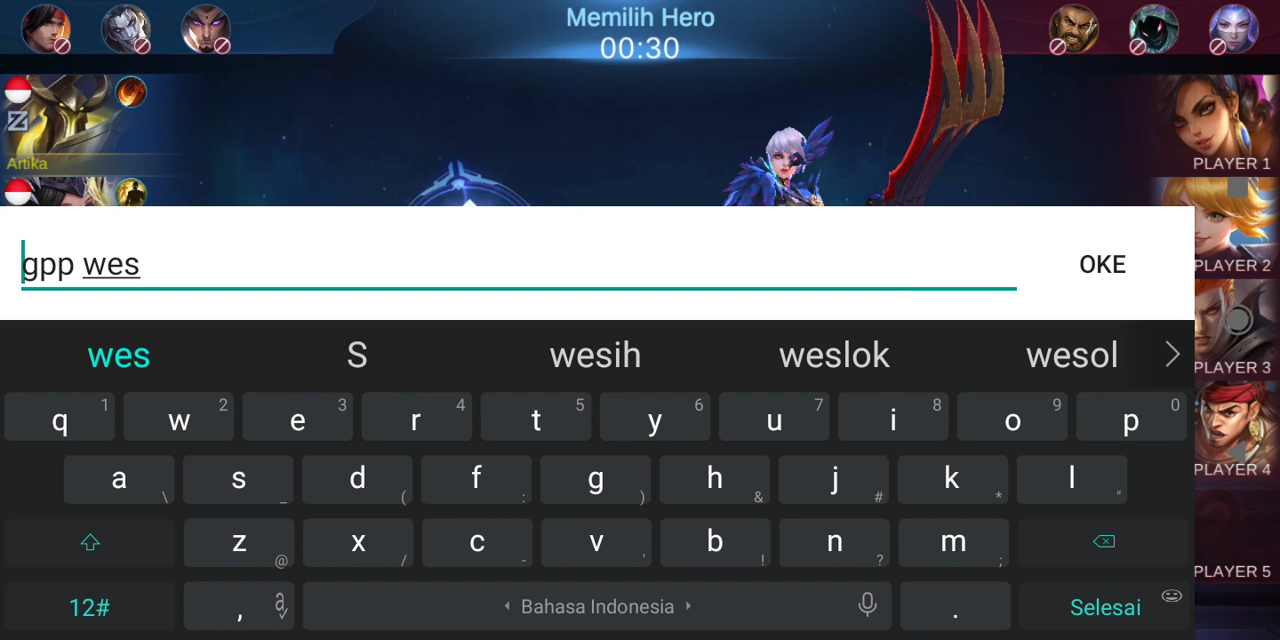 Memilih Hero
00:30
Artika
PLAYER 1
PLAYER 2
PLAYER 3
PLAYER 4
PLAYER 5
gpp wes
OKE
wes S wesih weslok wesol
q 1 w 2 e 3 r 4 t 5 y 6 u 7 i 8 o 9 p 0
a \ s _ d ( f : g ) h & j # k * l "
z @ x / c - v ' b ! n ? m ;
12# , á Bahasa Indonesia . Selesai